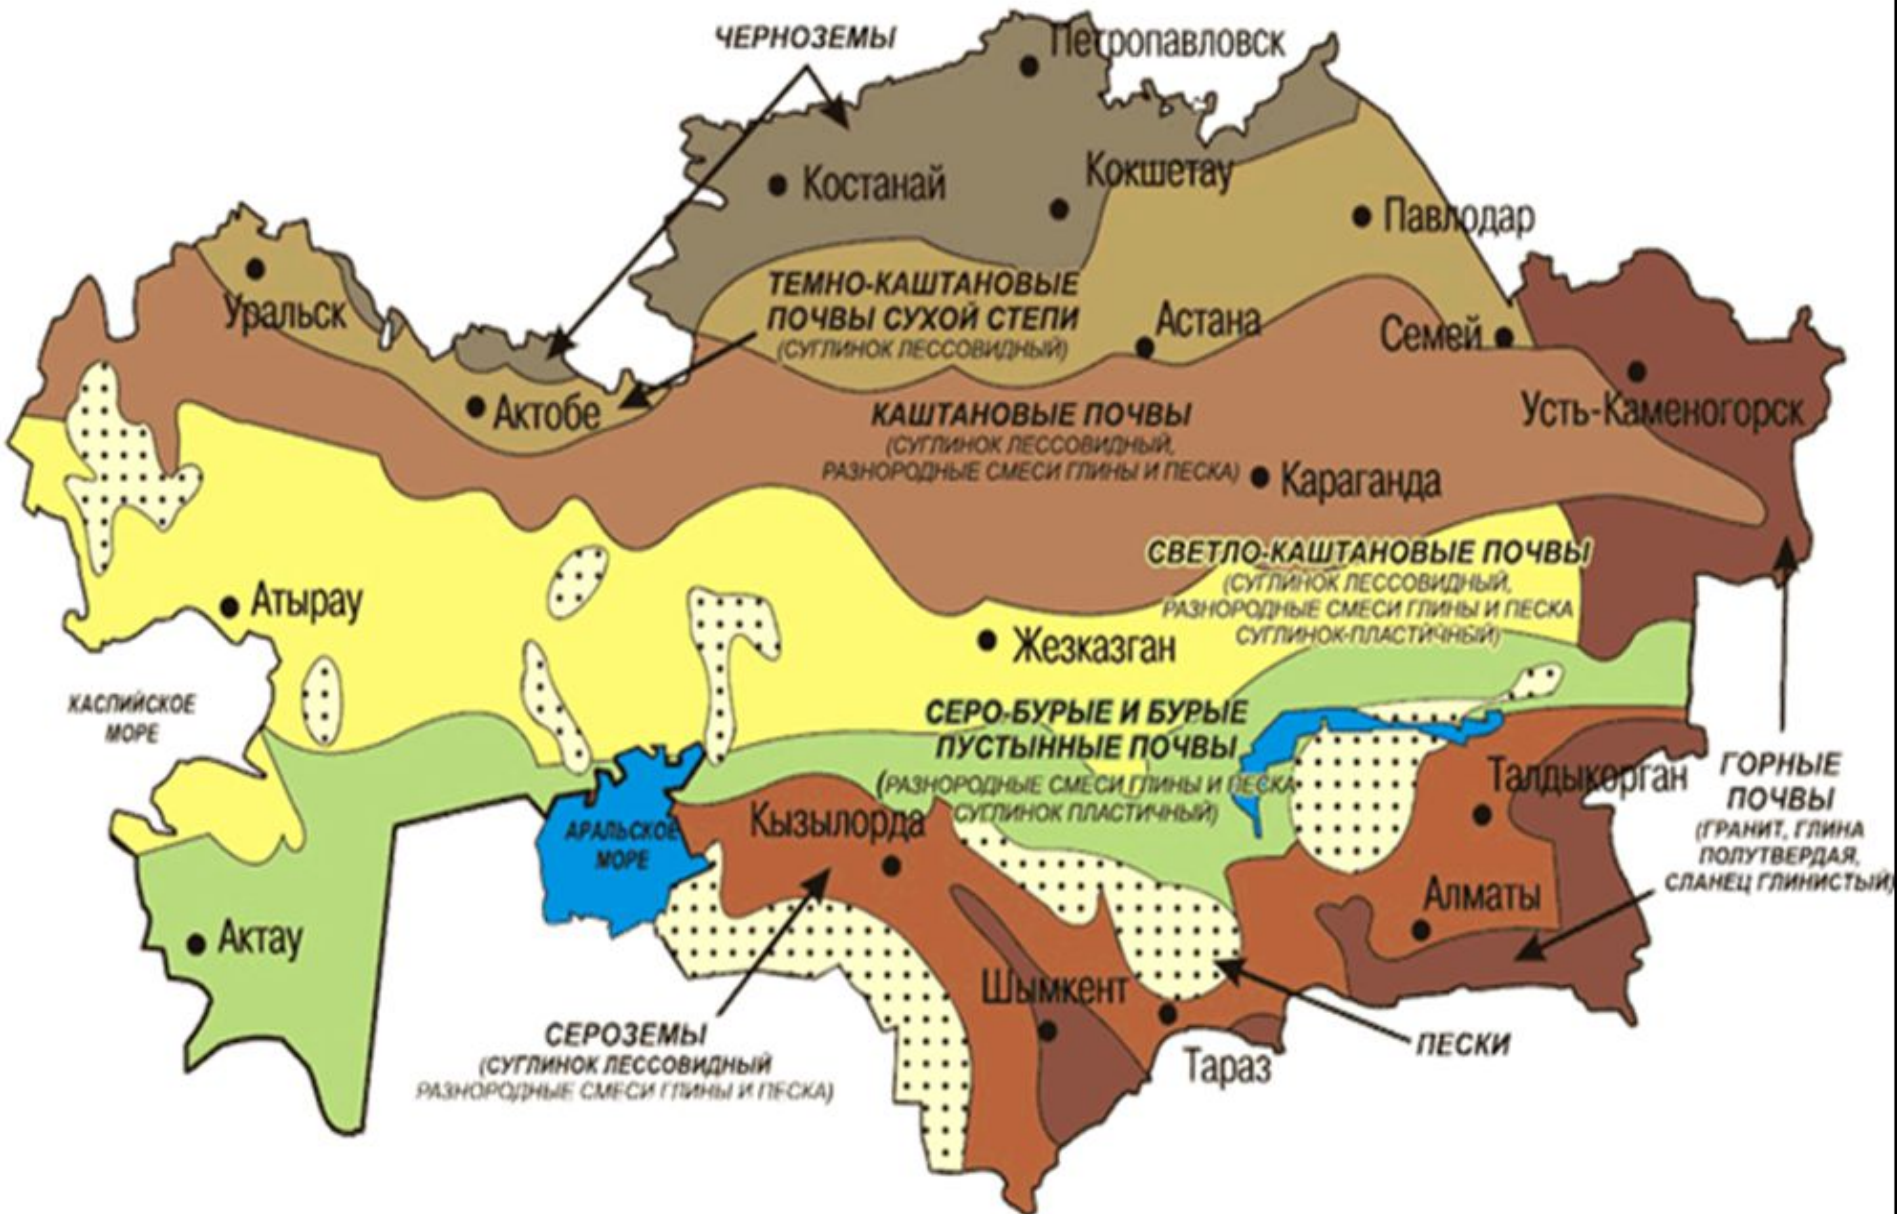 ЧЕРНОЗЕМЫ
Петропавловск
Костанай
Кокшетау
Павлодар
Уральск
ТЕМНО-КАШТАНОВЫЕ
ПОЧВЫ СУХОЙ СТЕПИ
(СУГЛИНОК ЛЕССОВИДНЫЙ)
Астана
Семей
Актобе
КАШТАНОВЫЕ ПОЧВЫ
(СУГЛИНОК ЛЕССОВИДНЫЙ,
РАЗНОРОДНЫЕ СМЕСИ ГЛИНЫ И ПЕСКА)
Усть-Каменогорск
Караганда
СВЕТЛО-КАШТАНОВЫЕ ПОЧВЫ
(СУГЛИНОК ЛЕССОВИДНЫЙ,
РАЗНОРОДНЫЕ СМЕСИ ГЛИНЫ И ПЕСКА
СУГЛИНОК-ПЛАСТИЧНЫЙ)
Атырау
Жезказган
КАСПИЙСКОЕ
МОРЕ
СЕРО-БУРЫЕ И БУРЫЕ
ПУСТЫННЫЕ ПОЧВЫ
(РАЗНОРОДНЫЕ СМЕСИ ГЛИНЫ И ПЕСКА
СУГЛИНОК ПЛАСТИЧНЫЙ)
Талдыкорган
ГОРНЫЕ
ПОЧВЫ
(ГРАНИТ, ГЛИНА
ПОЛУТВЕРДАЯ,
СЛАНЕЦ ГЛИНИСТЫЙ)
Кызылорда
АРАЛЬСКОЕ
МОРЕ
Алматы
Актау
Шымкент
СЕРОЗЕМЫ
(СУГЛИНОК ЛЕССОВИДНЫЙ
РАЗНОРОДНЫЕ СМЕСИ ГЛИНЫ И ПЕСКА)
Тараз
ПЕСКИ